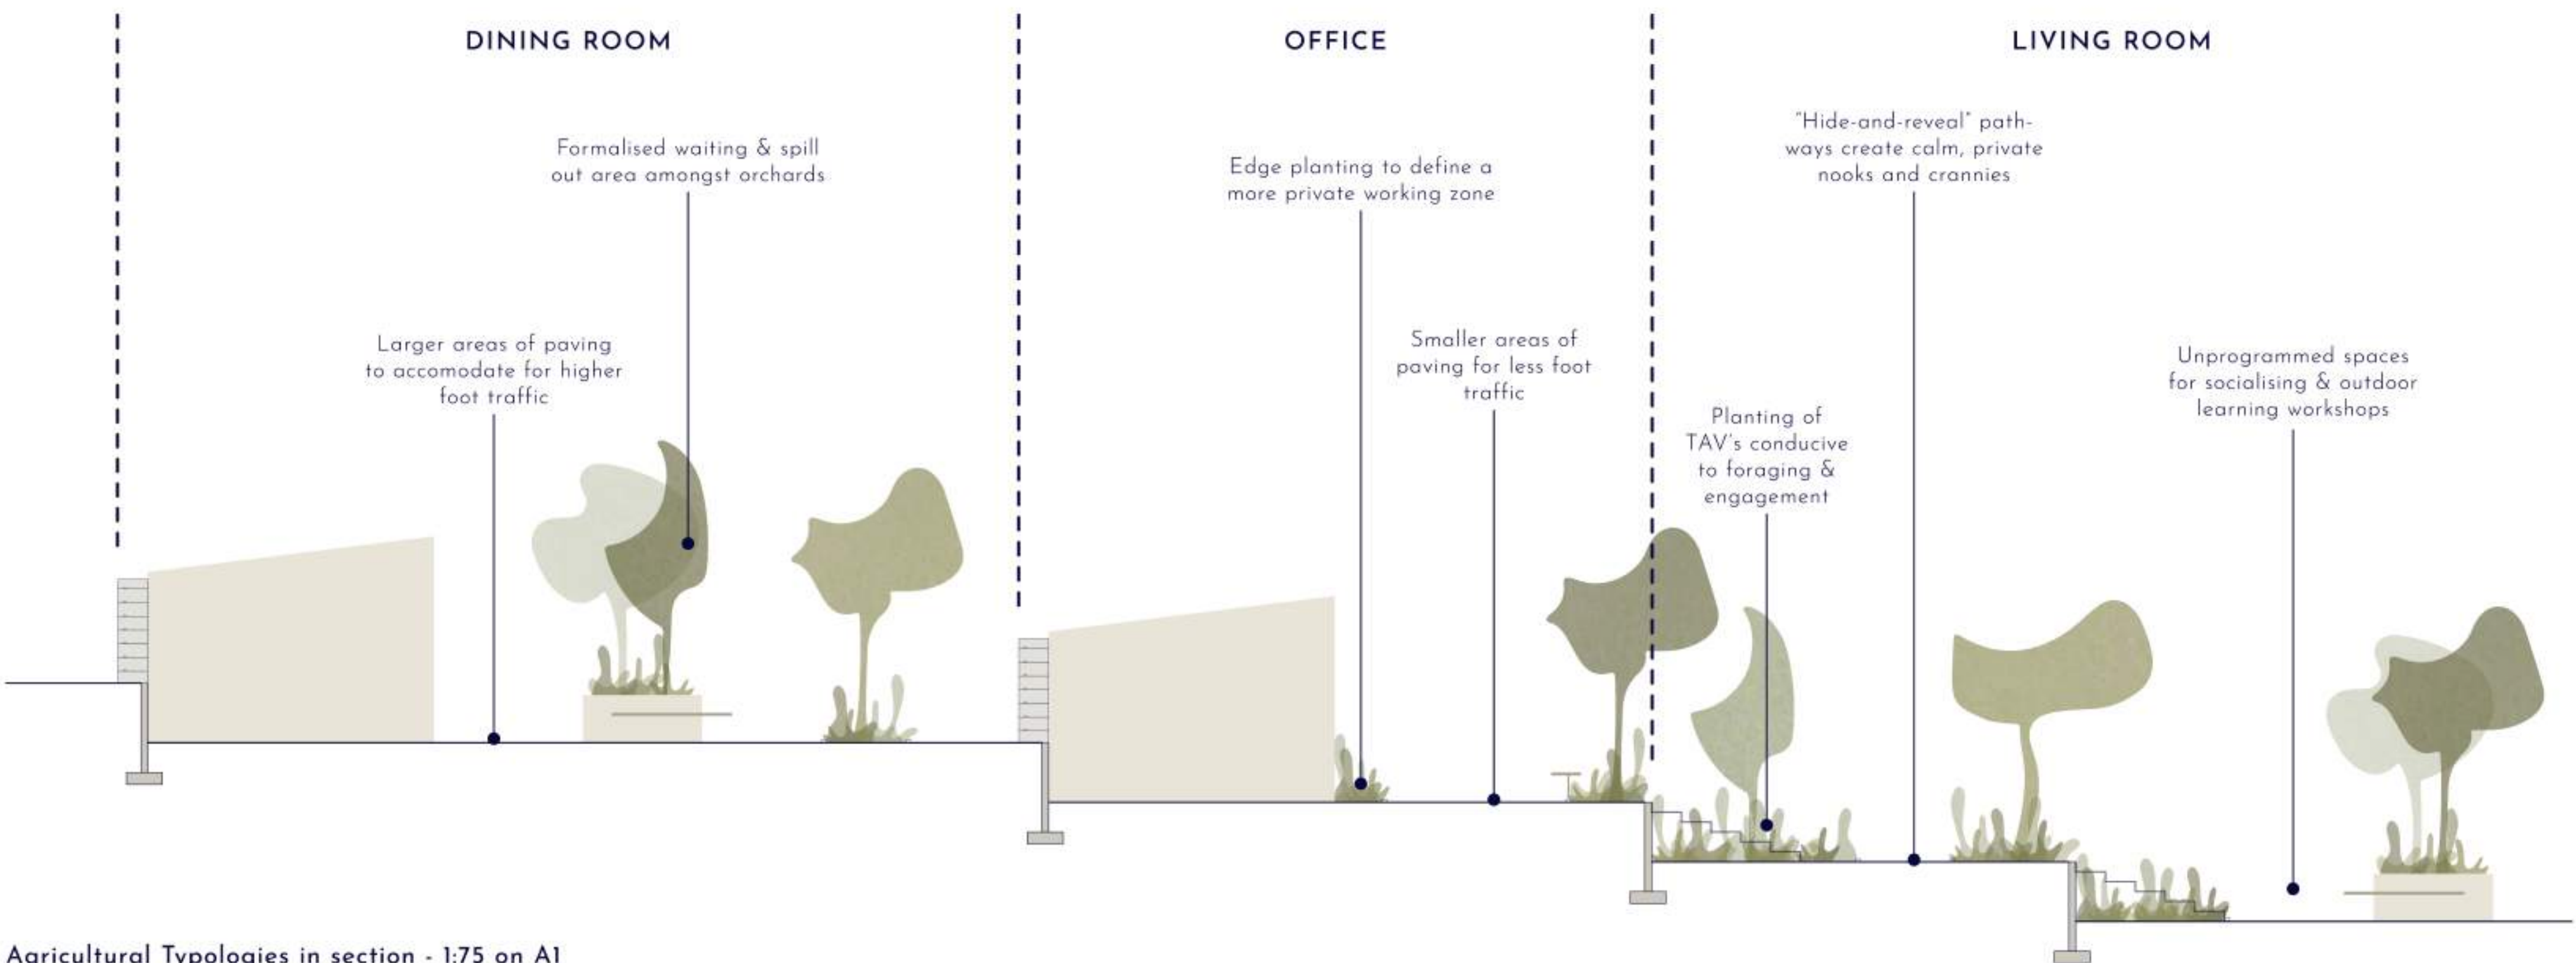 DINING ROOM
OFFICE
LIVING ROOM
Formalised waiting & spill
out area amongst orchards
Larger areas of paving
to accomodate for higher
foot traffic
Edge planting to define a
more private working zone
Smaller areas of
paving for less foot
traffic
"Hide-and-reveal" path-
ways create calm, private
nooks and crannies
Planting of
TAV's conducive
to foraging &
engagement
Unprogrammed spaces
for socialising & outdoor
learning workshops
Agricultural Typologies in section - 1:75 on A1